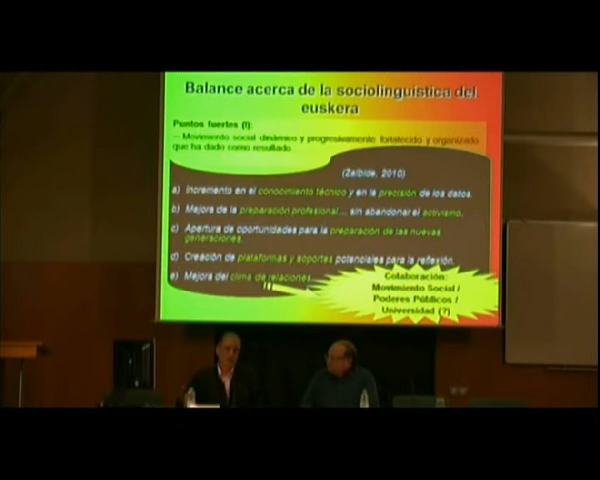 Balance acerca de la sociolinguística del
euskera
Puntos fuertes (I):
– Movimiento social dinámico y progresivamente fortalecido y organizado
que ha dado como resultado
(Zalbide, 2010)
a) Incremento en el conocimiento técnico y en la precisión de los datos.
b) Mejora de la preparación profesional... sin abandonar el activismo.
c) Apertura de oportunidades para la preparación de las nuevas
generaciones.
d) Creación de plataformas y soportes potenciales para la reflexión.
e) Mejora del clima de relaciones...
Colaboración:
Movimiento Social /
Poderes Públicos /
Universidad (?)